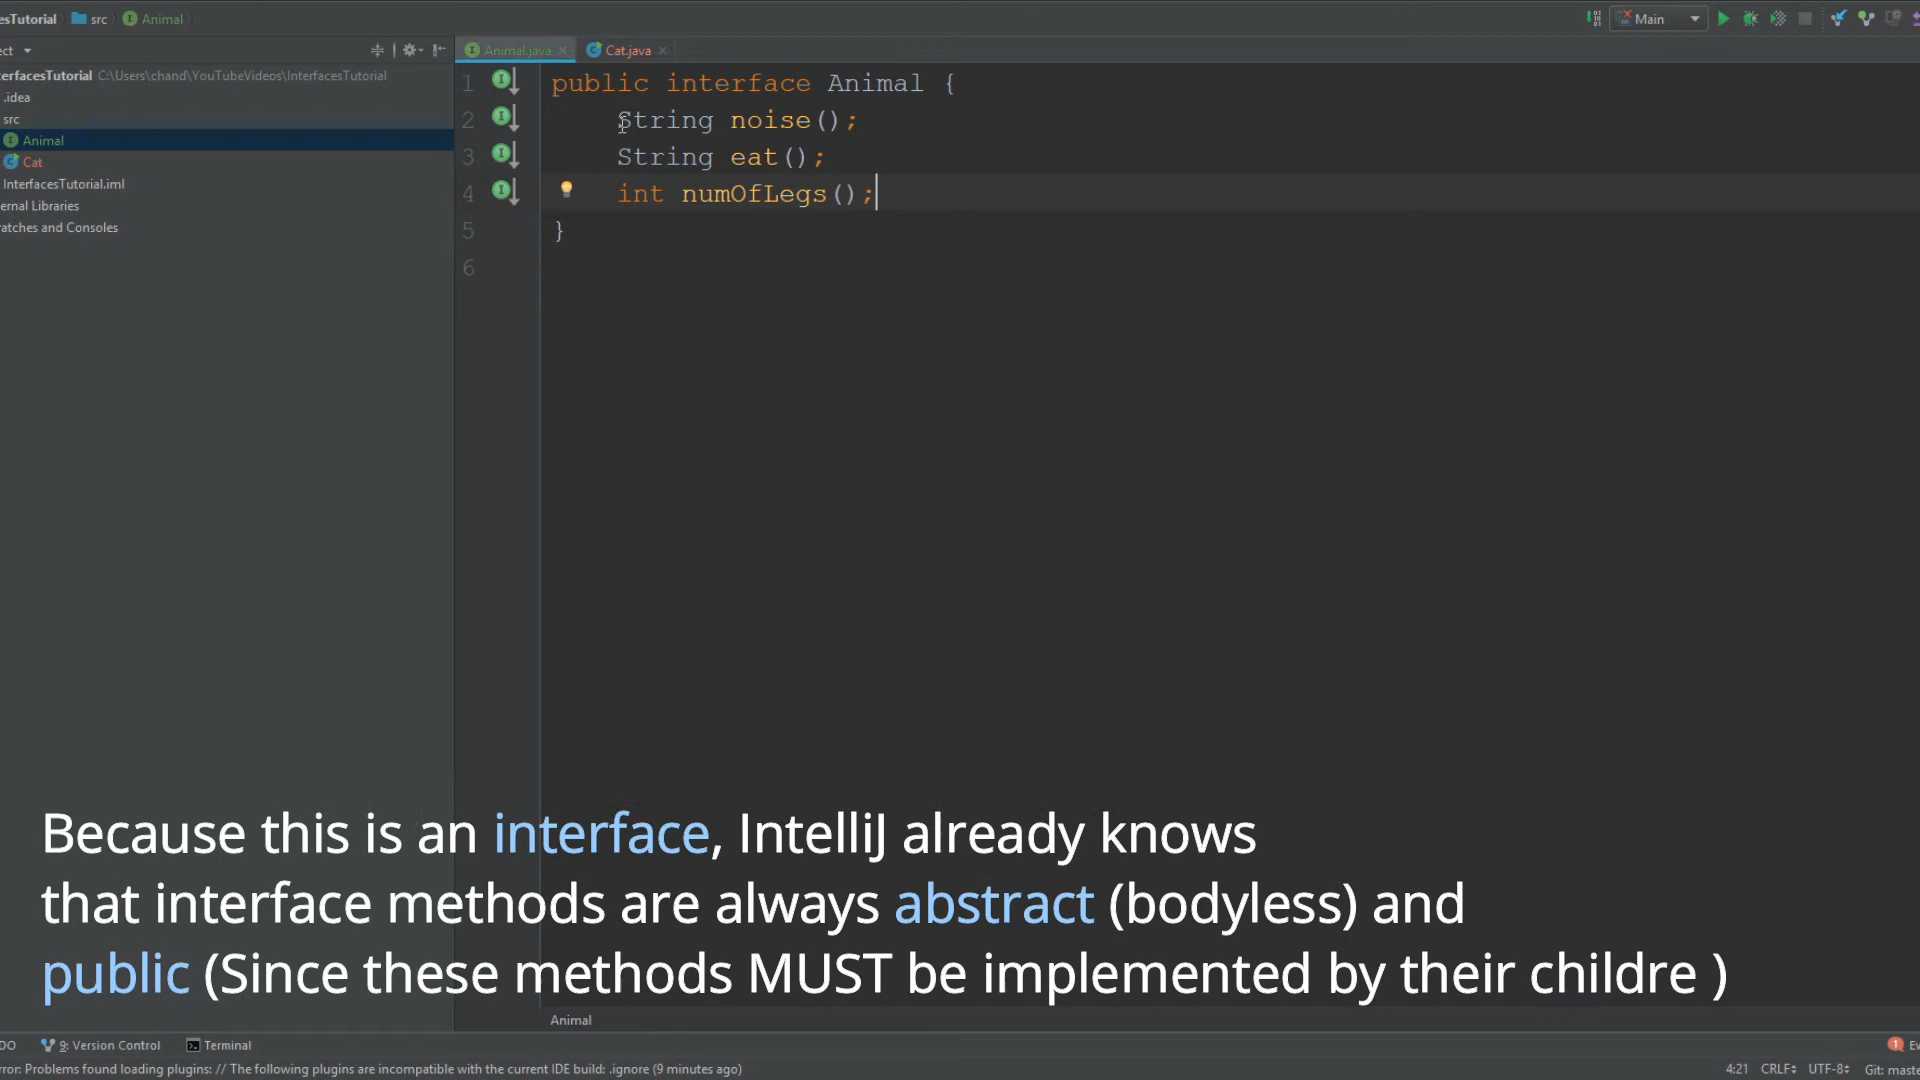 esTutorial src Animal
Main
ect
Animal.java Cat.java
erfacesTutorial C:\Users\chand\YouTubeVideos\InterfacesTutorial
.idea
src
Animal
Cat
InterfacesTutorial.iml
ernal Libraries
atches and Consoles
1 public interface Animal {
2 String noise();
3 String eat();
4 int numOfLegs();
5 }
6
Because this is an interface, IntelliJ already knows
that interface methods are always abstract (bodyless) and
public (Since these methods MUST be implemented by their childre )
Animal
DO 9: Version Control Terminal 1 Ev
rror: Problems found loading plugins: // The following plugins are incompatible with the current IDE build: .ignore (9 minutes ago) 4:21 CRLF UTF-8 Git: maste